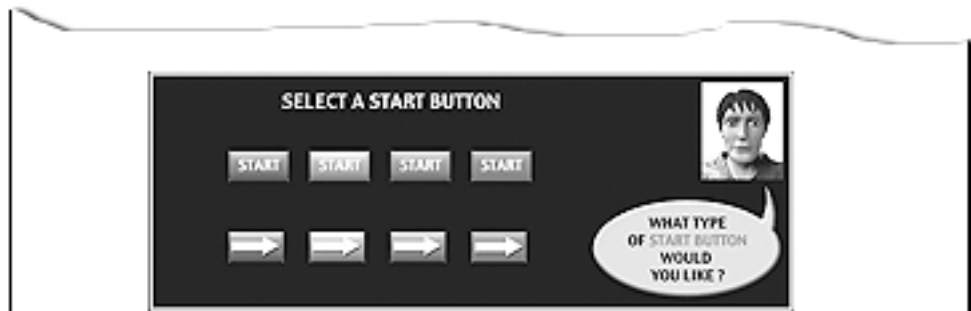 SELECT A START BUTTON
START START START START
WHAT TYPE
OF START BUTTON
WOULD
YOU LIKE ?